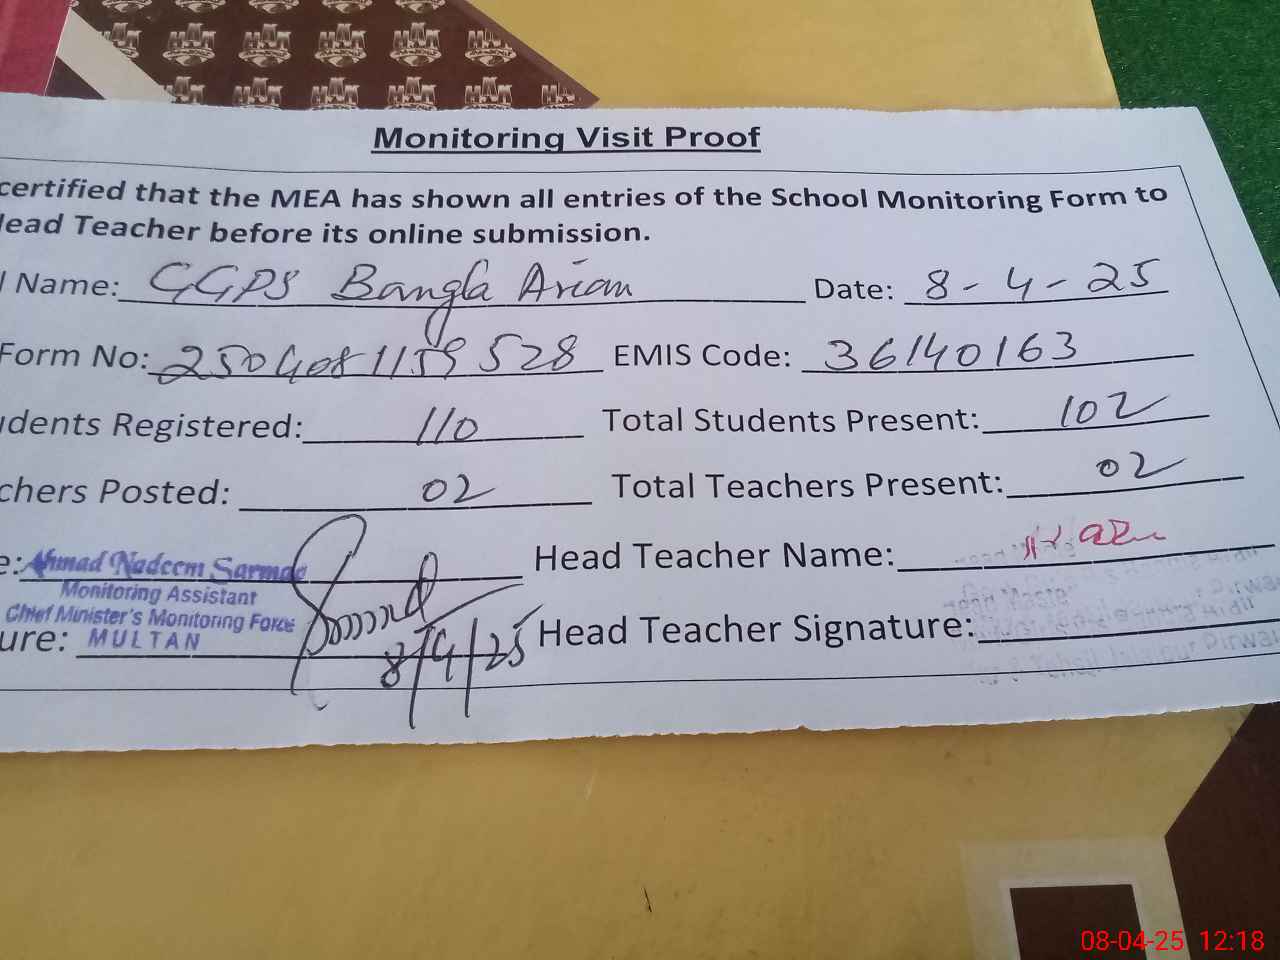 Monitoring Visit Proof
certified that the MEA has shown all entries of the School Monitoring Form to
lead Teacher before its online submission.
l Name: GGPS Bangla Arian Date: 8-4-25
Form No: 2504081159528 EMIS Code: 36140163
udents Registered: 110 Total Students Present: 102
chers Posted: 02 Total Teachers Present: 02
e: Ahmad Nadeem Sarmad Head Teacher Name:
Monitoring Assistant
Chief Minister's Monitoring Force
ure: MULTAN 8/4/25 Head Teacher Signature:
08-04-25 12:18